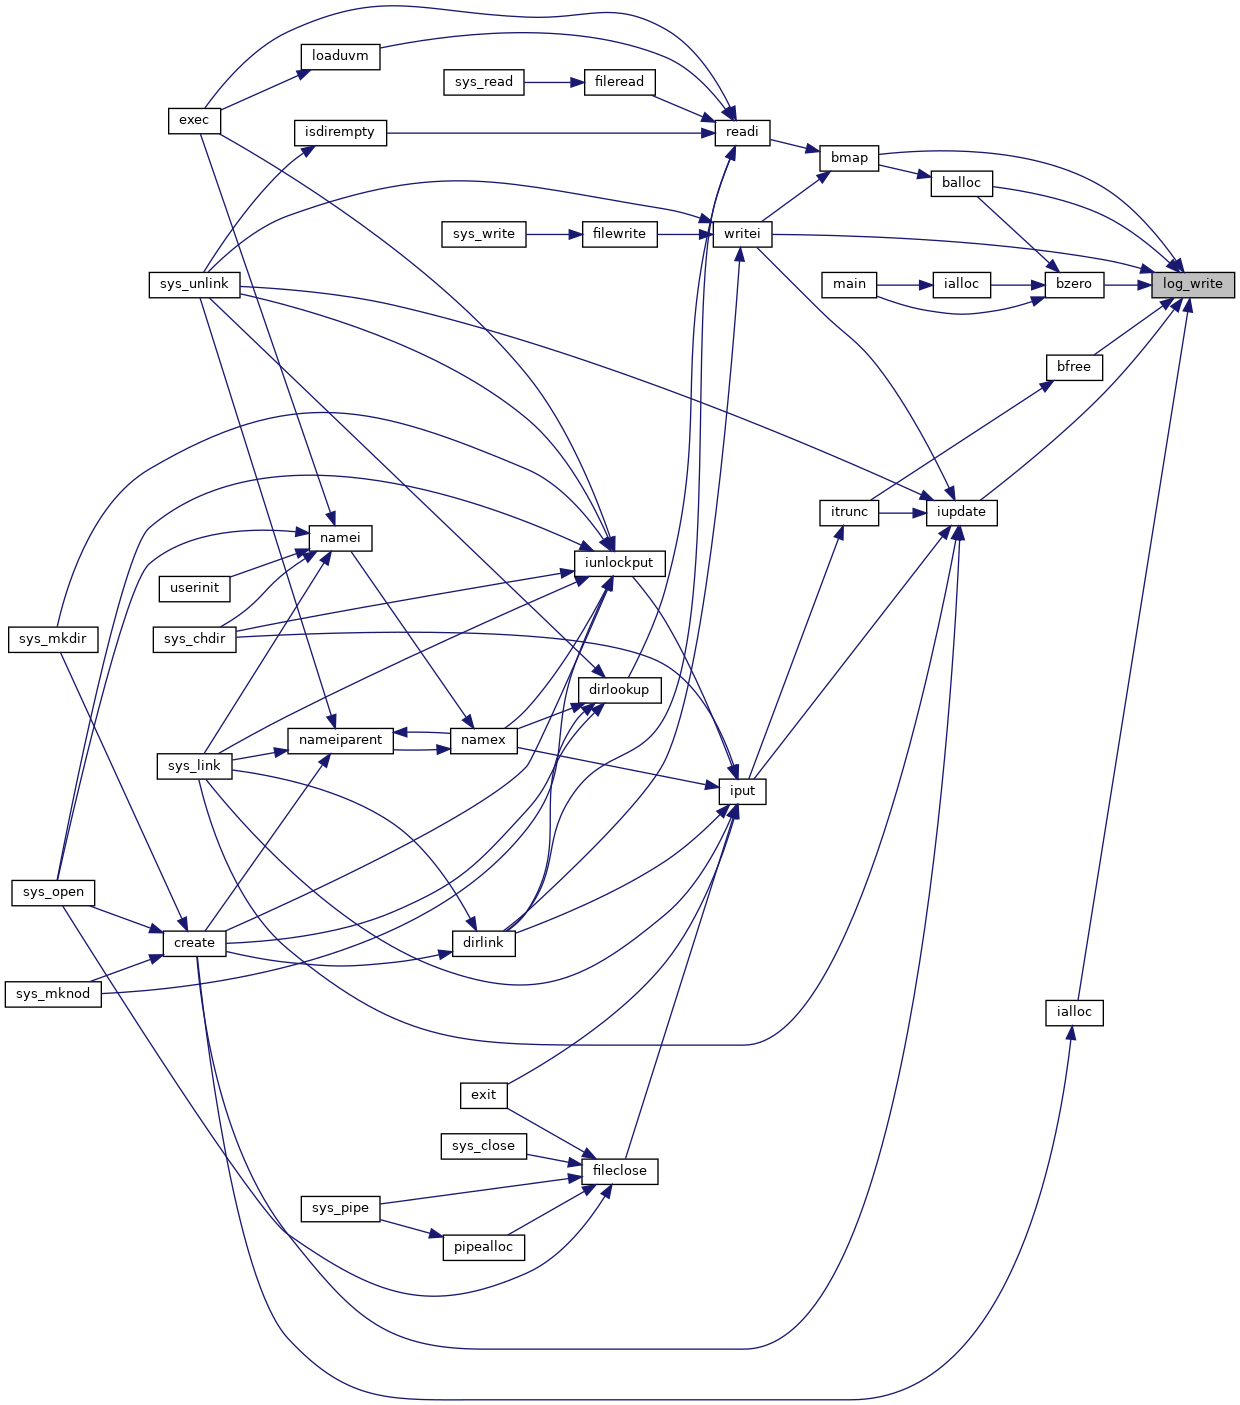 loaduvm
sys_read
fileread
exec
isdirempty
readi
bmap
balloc
sys_write
filewrite
writei
sys_unlink
main
ialloc
bzero
log_write
bfree
itrunc
iupdate
namei
iunlockput
userinit
sys_mkdir
sys_chdir
dirlookup
nameiparent
namex
sys_link
iput
sys_open
create
dirlink
sys_mknod
ialloc
exit
sys_close
fileclose
sys_pipe
pipealloc